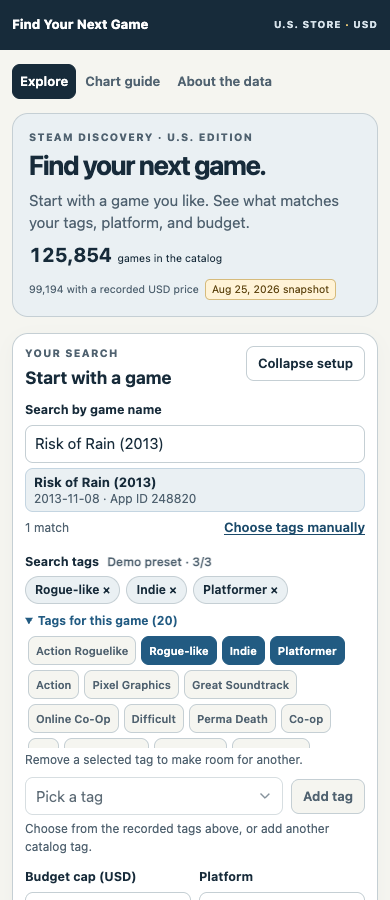 Find Your Next Game
U.S. STORE · USD
Explore
Chart guide
About the data
STEAM DISCOVERY · U.S. EDITION
Find your next game.
Start with a game you like. See what matches
your tags, platform, and budget.
125,854 games in the catalog
99,194 with a recorded USD price
Aug 25, 2026 snapshot
YOUR SEARCH
Start with a game
Collapse setup
Search by game name
Risk of Rain (2013)
Risk of Rain (2013)
2013-11-08 · App ID 248820
1 match
Choose tags manually
Search tags Demo preset · 3/3
Rogue-like ×
Indie ×
Platformer ×
▼ Tags for this game (20)
Action Roguelike
Rogue-like
Indie
Platformer
Action
Pixel Graphics
Great Soundtrack
Online Co-Op
Difficult
Perma Death
Co-op
Remove a selected tag to make room for another.
Pick a tag
Add tag
Choose from the recorded tags above, or add another
catalog tag.
Budget cap (USD)
Platform